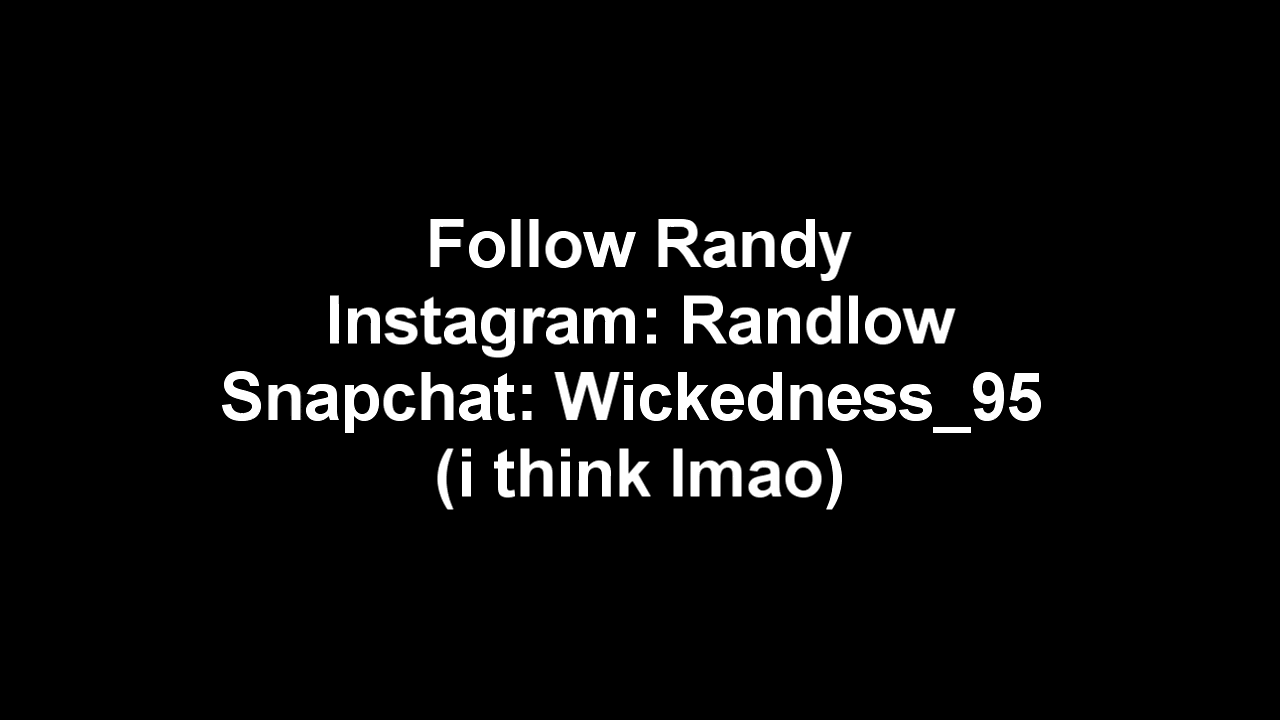 Follow Randy
Instagram: Randlow
Snapchat: Wickedness_95
(i think lmao)